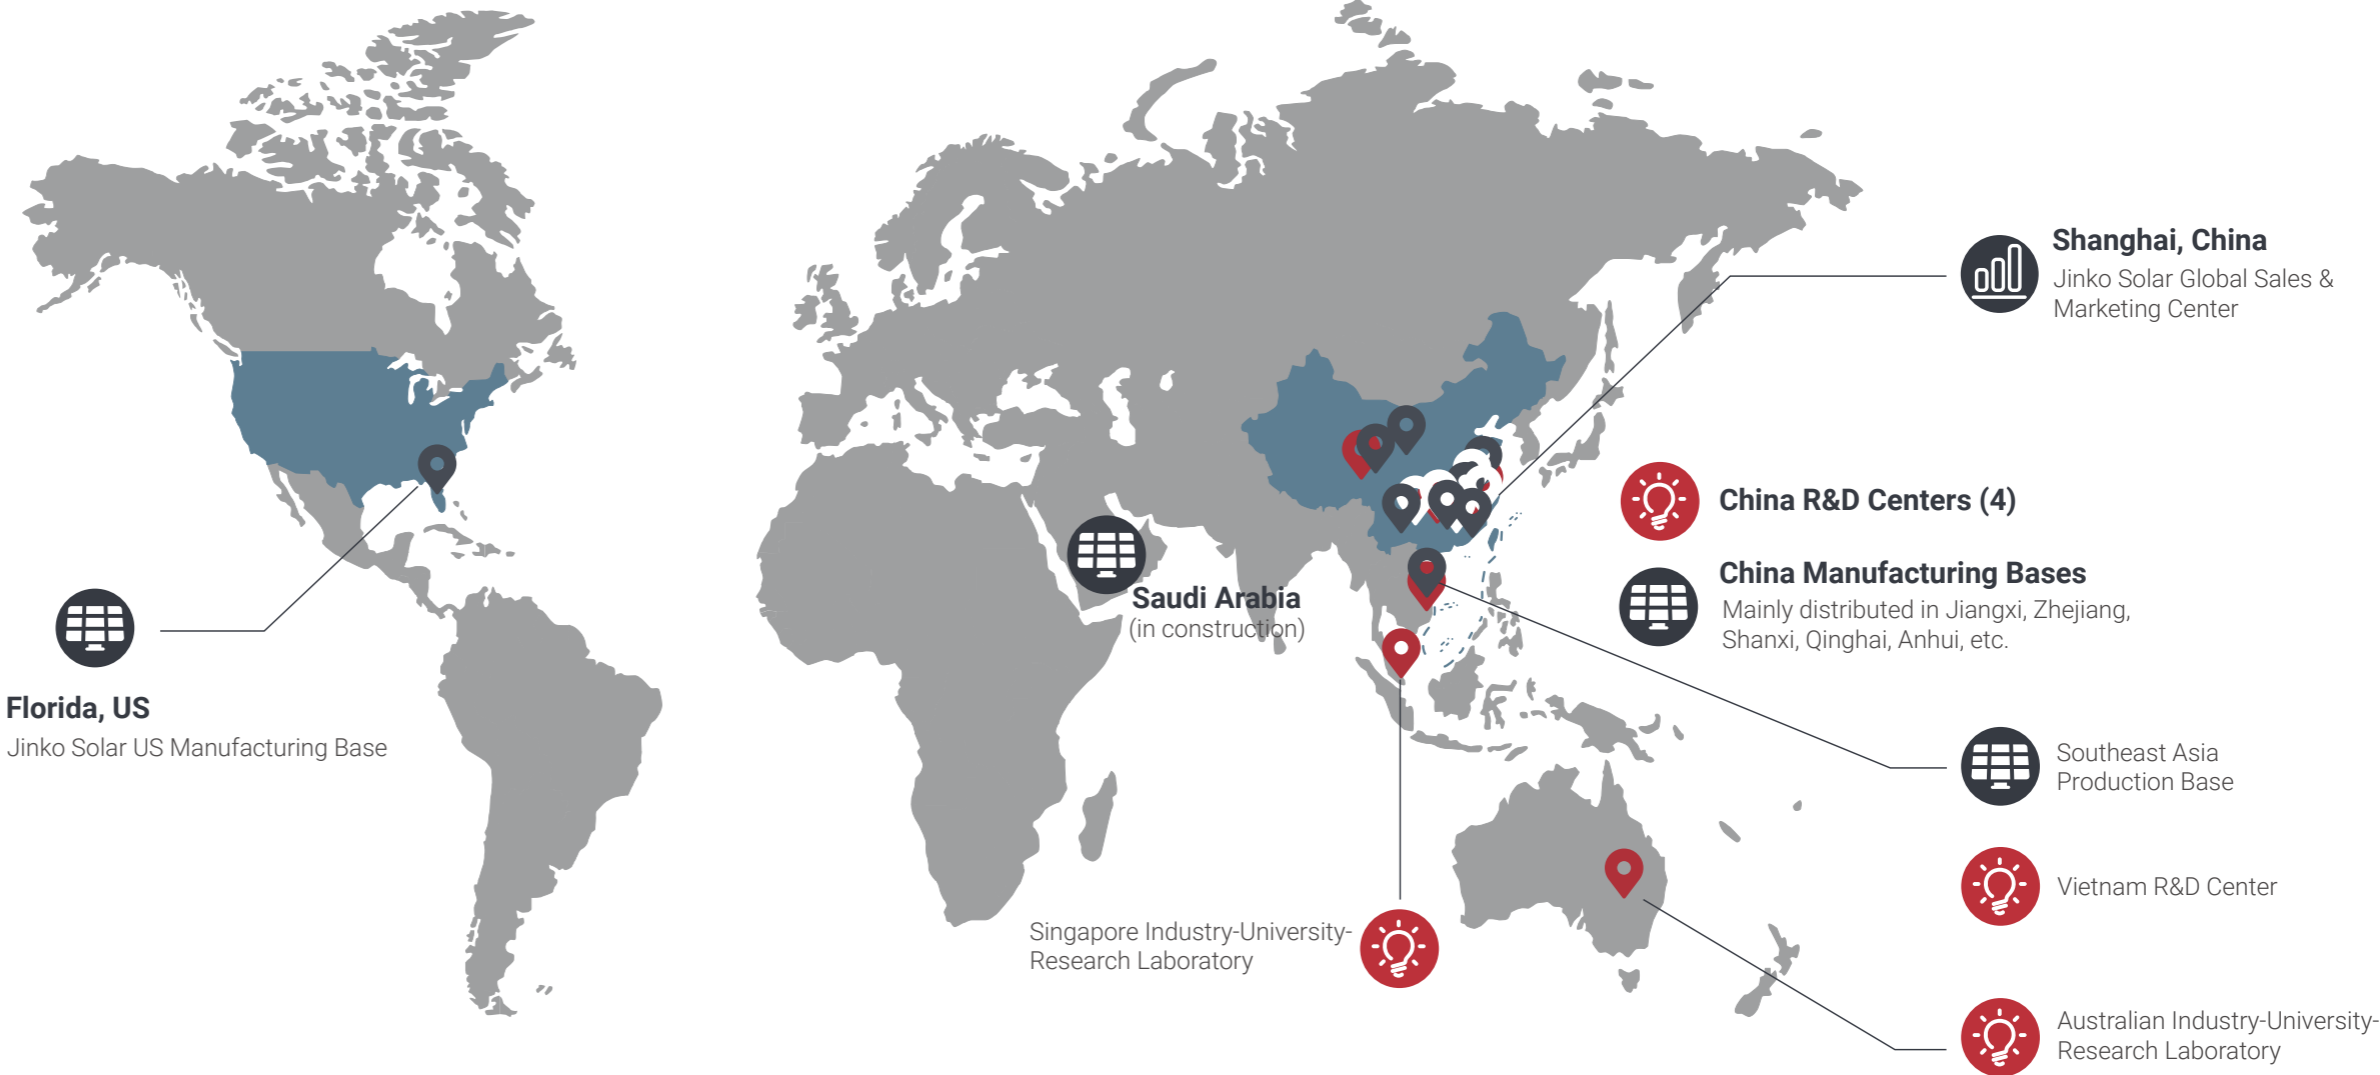 Shanghai, China
Jinko Solar Global Sales &
Marketing Center
China R&D Centers (4)
China Manufacturing Bases
Mainly distributed in Jiangxi, Zhejiang,
Shanxi, Qinghai, Anhui, etc.
Saudi Arabia
(in construction)
Florida, US
Jinko Solar US Manufacturing Base
Southeast Asia
Production Base
Vietnam R&D Center
Singapore Industry-University-
Research Laboratory
Australian Industry-University-
Research Laboratory